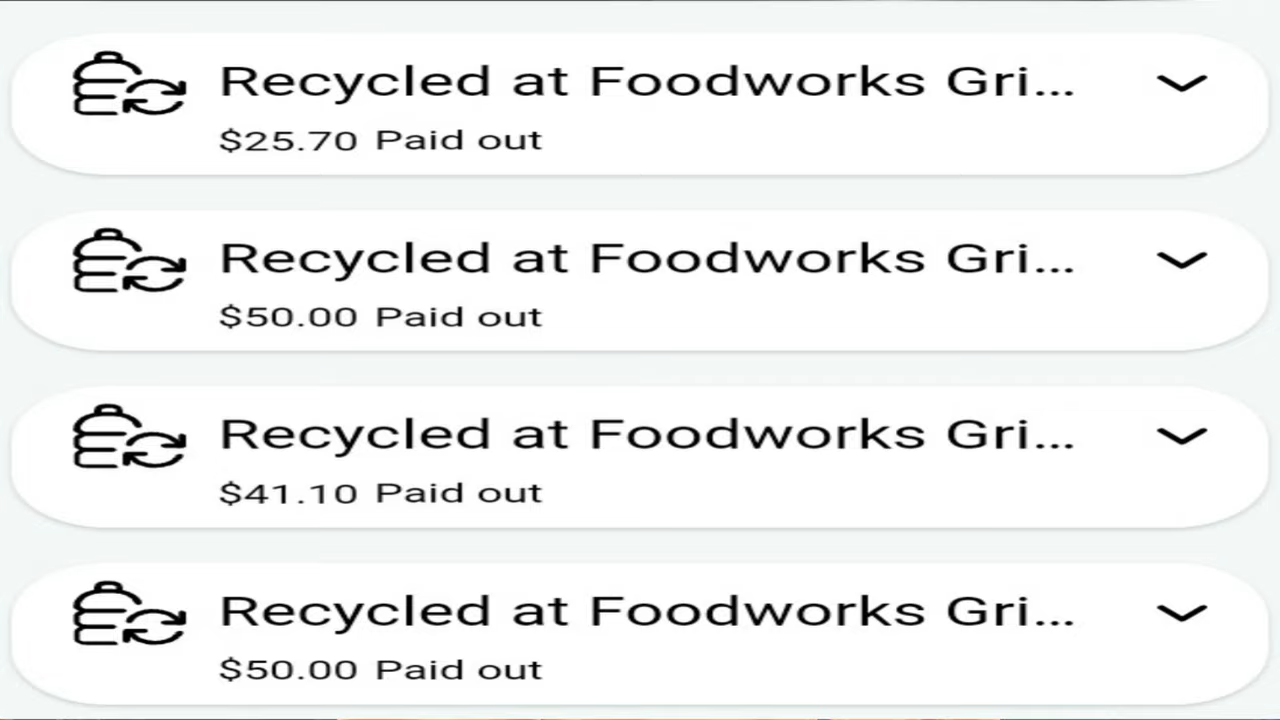 Recycled at Foodworks Gri...
$25.70 Paid out
Recycled at Foodworks Gri...
$50.00 Paid out
Recycled at Foodworks Gri...
$41.10 Paid out
Recycled at Foodworks Gri...
$50.00 Paid out